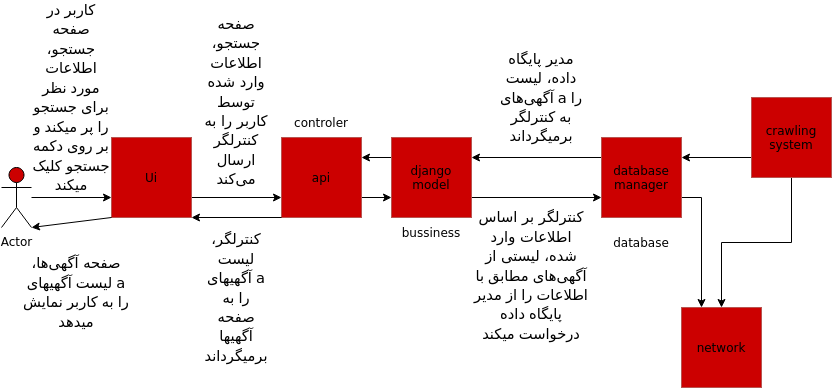 کاربر در
صفحه
جستجو،
اطلاعات
مورد نظر
برای جستجو
را پر میکند و
بر روی دکمه
جستجو کلیک
میکند
صفحه
جستجو،
اطلاعات
وارد شده
توسط
کاربر را به
کنترلگر
ارسال
می‌کند
controler
مدیر پایگاه
داده، لیست
را a آگهی‌های
به کنترلگر
برمیگرداند
crawling
system
Ui
api
django
model
database
manager
Actor
bussiness
database
صفحه آگهی‌ها،
a لیست آگهیهای
را به کاربر نمایش
میدهد
کنترلگر،
لیست
a آگهیهای
را به
صفحه
آگهیها
برمیگرداند
کنترلگر بر اساس
اطلاعات وارد
شده، لیستی از
آگهی‌های مطابق با
اطلاعات را از مدیر
پایگاه داده
درخواست میکند
network